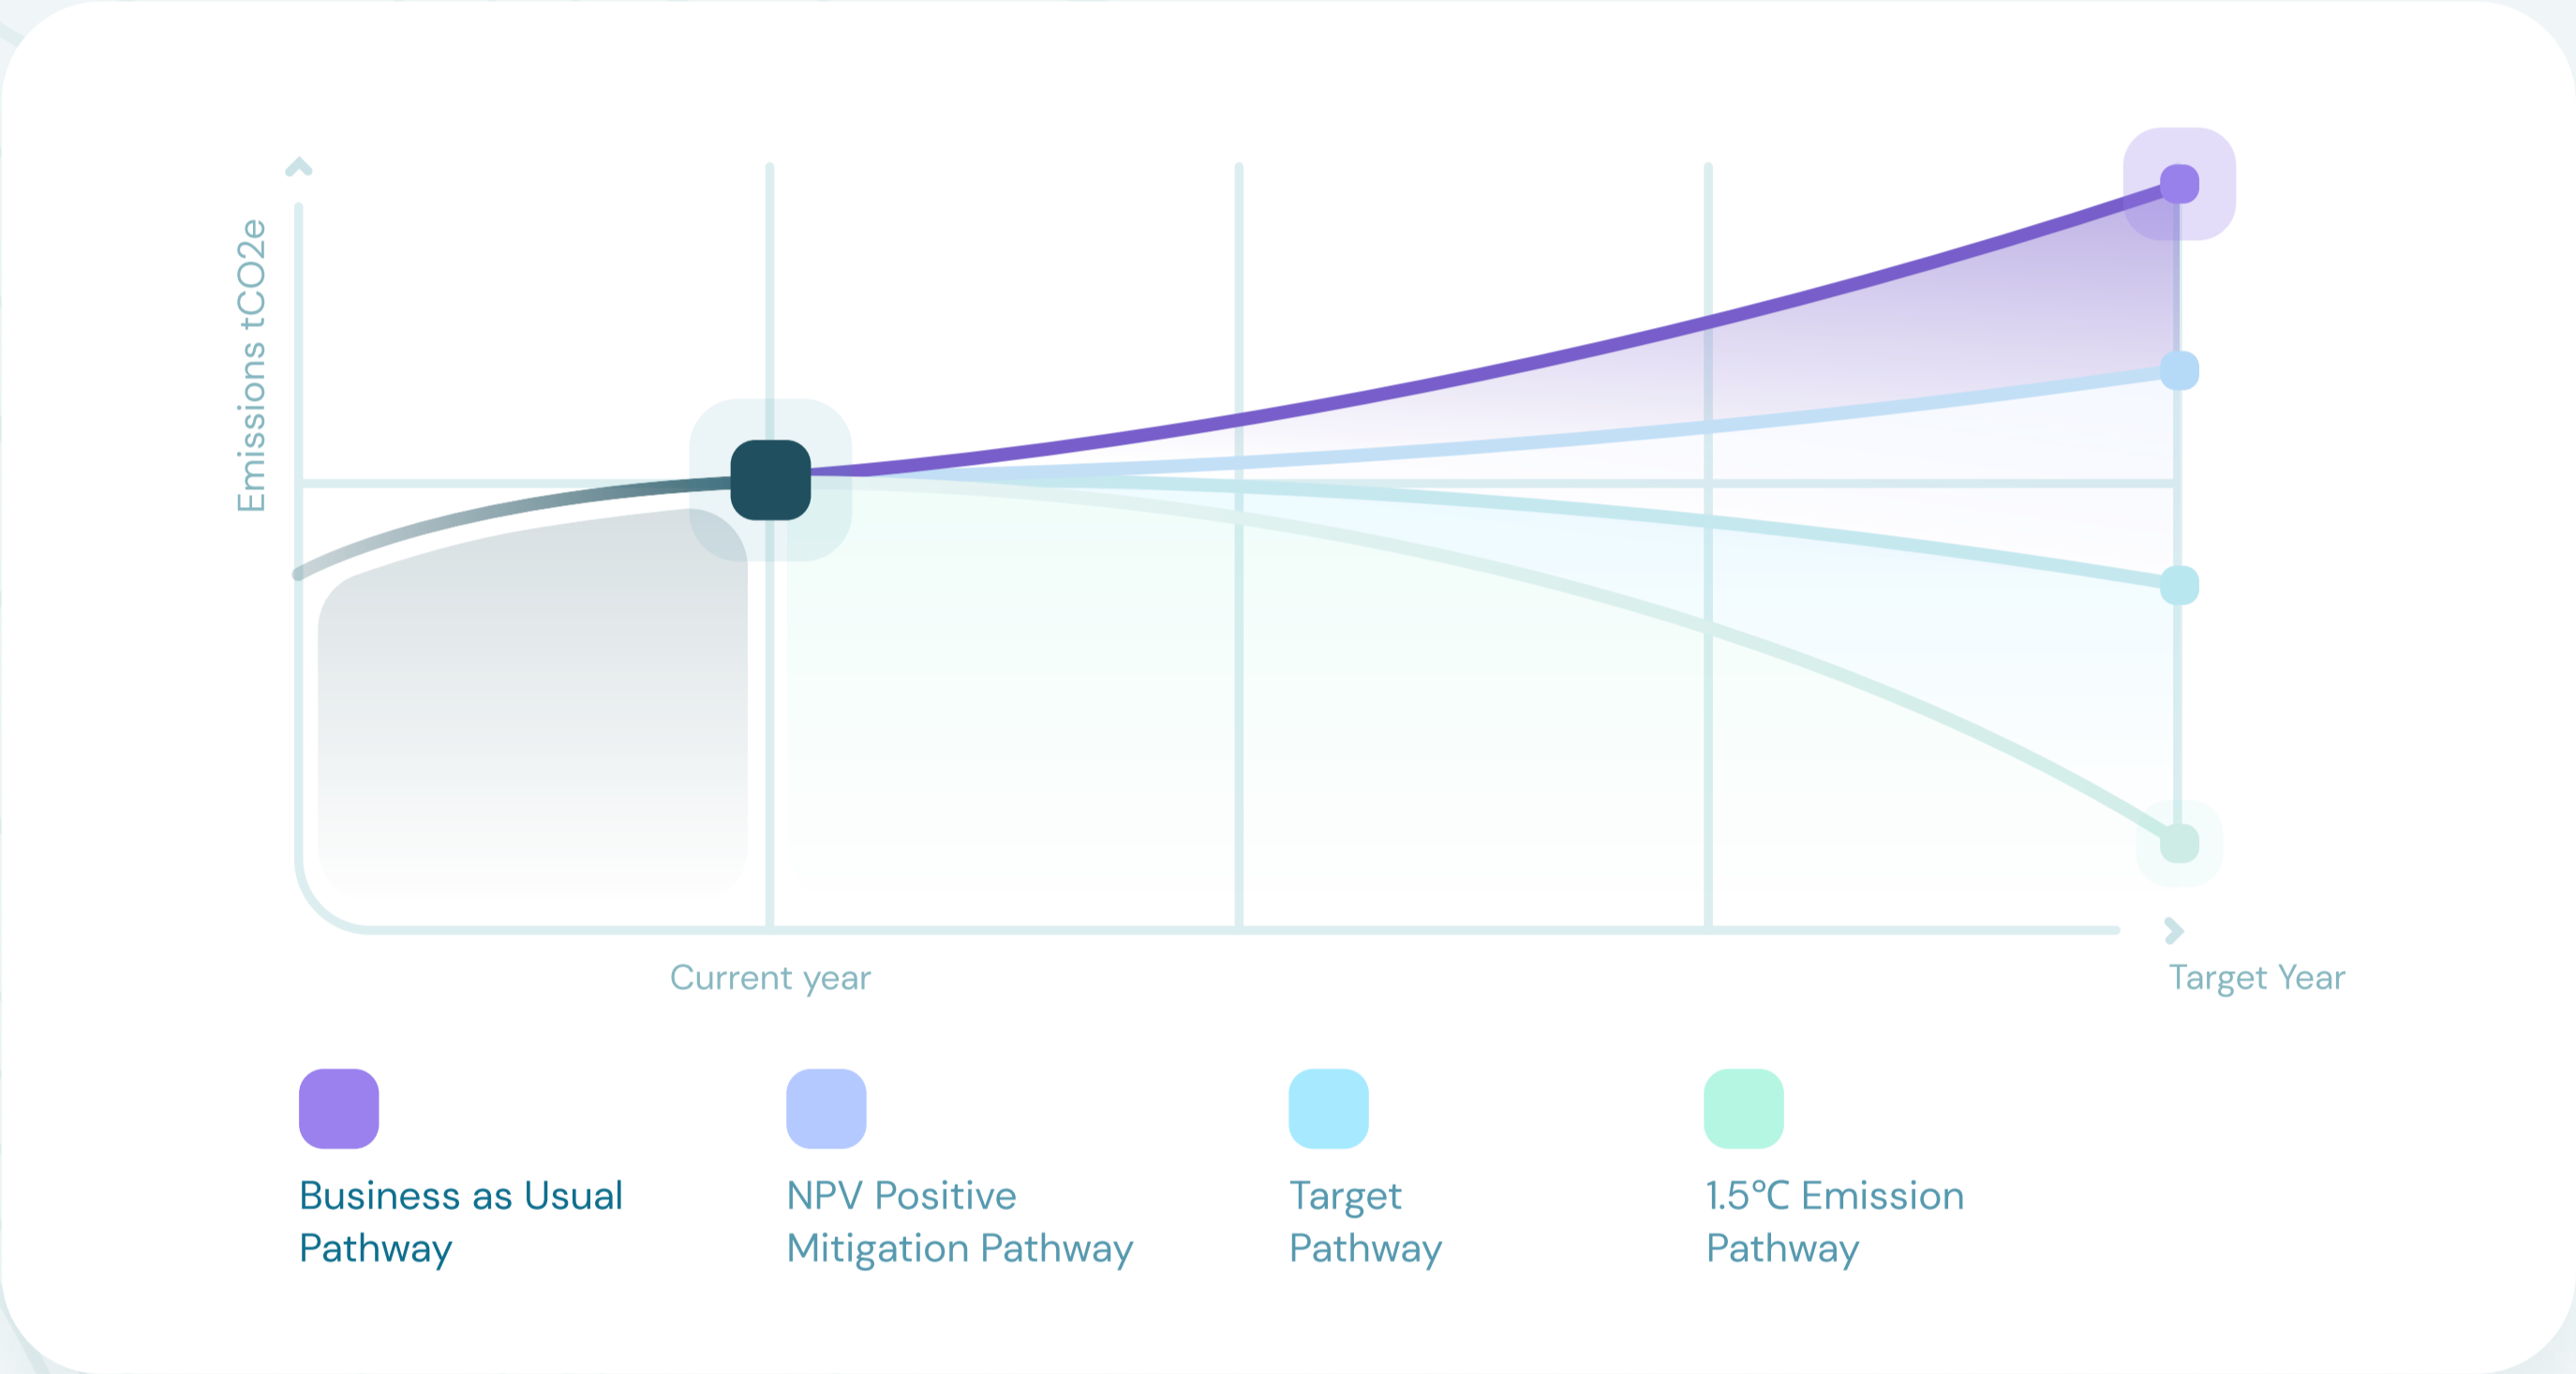 Emissions tCO2e
Current year
Target Year
Business as Usual
Pathway
NPV Positive
Mitigation Pathway
Target
Pathway
1.5°C Emission
Pathway